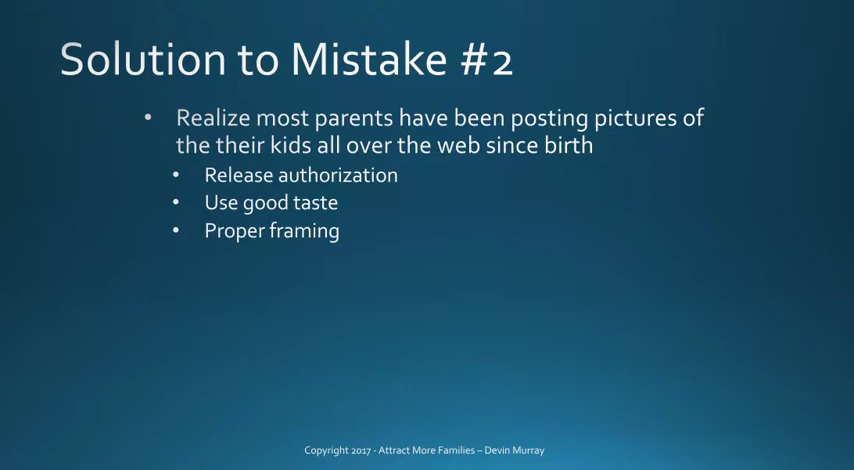 Solution to Mistake #2
• Realize most parents have been posting pictures of
the their kids all over the web since birth
• Release authorization
• Use good taste
• Proper framing
Copyright 2017 - Attract More Families – Devin Murray